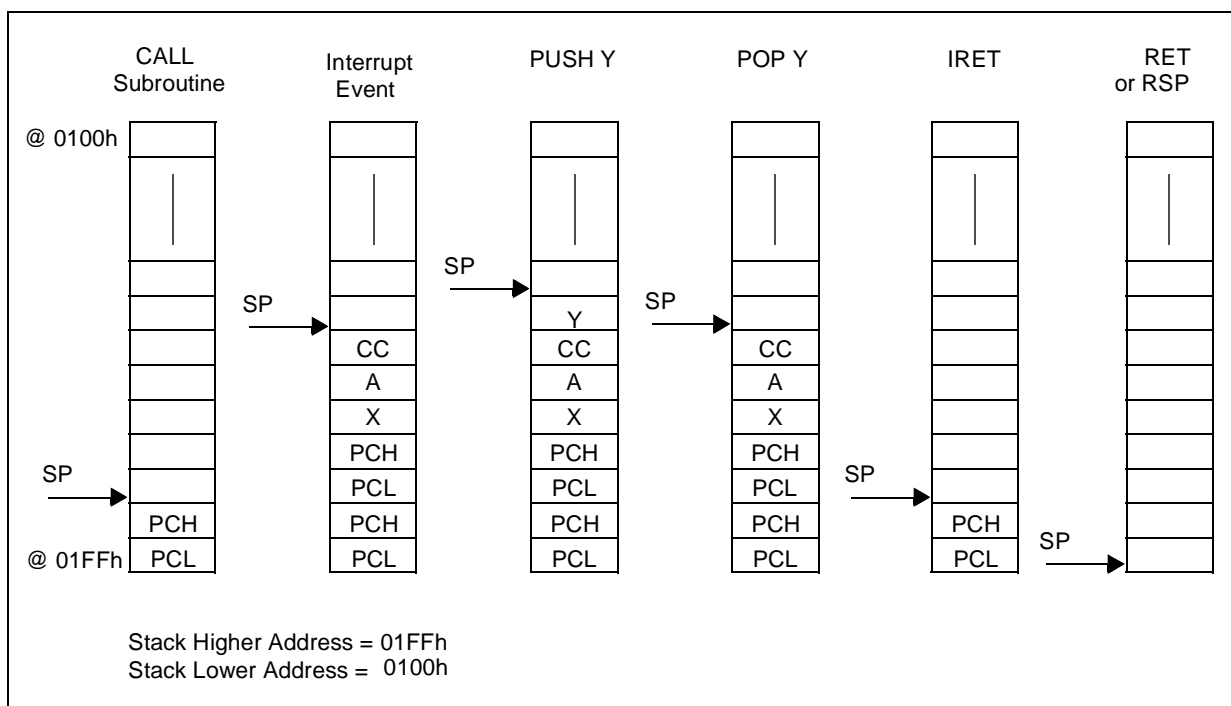 CALL
Subroutine
Interrupt
Event
PUSH Y
POP Y
IRET
RET
or RSP
@ 0100h
SP
SP
SP
Y
SP
CC
CC
CC
A
A
A
X
X
X
PCH
PCH
PCH
SP
PCL
PCL
PCL
SP
PCH
PCH
PCH
PCH
PCH
SP
@ 01FFh
PCL
PCL
PCL
PCL
PCL
Stack Higher Address = 01FFh
Stack Lower Address = 0100h